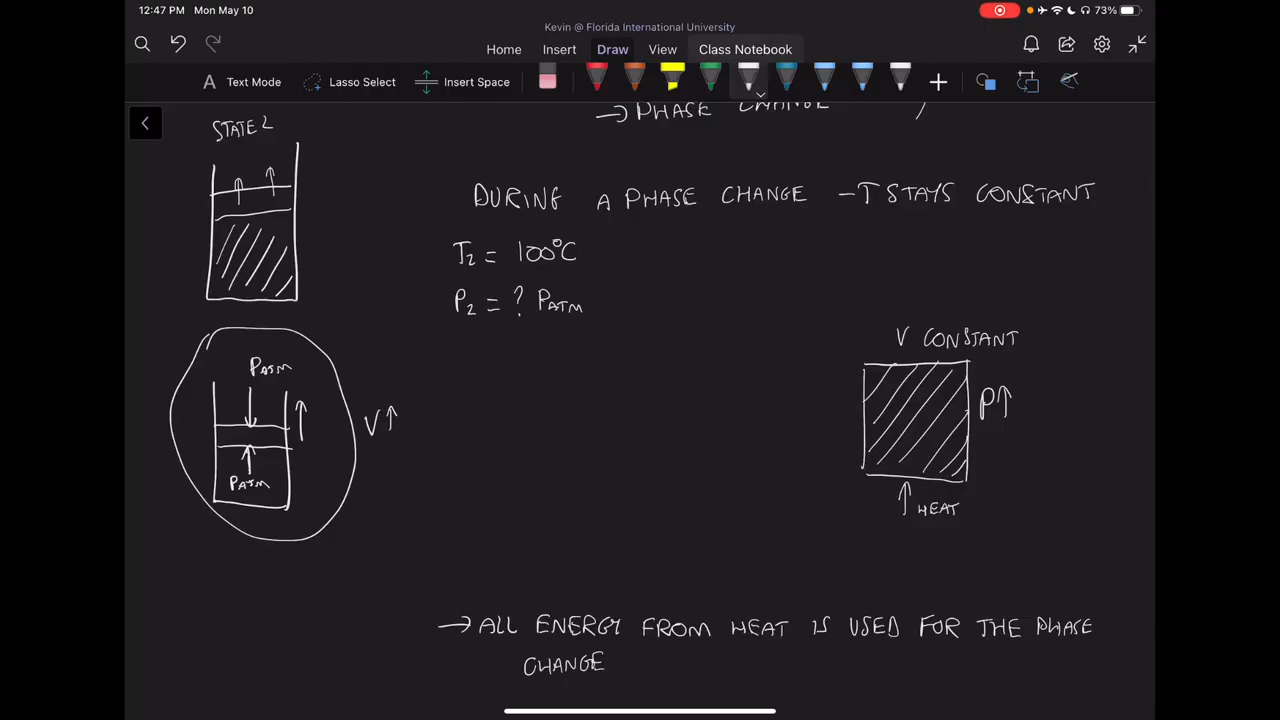 12:47 PM Mon May 10
73%
Kevin @ Florida International University
Home Insert Draw View Class Notebook
Text Mode Lasso Select Insert Space
→ PHASE CHANGE
STATE 2
DURING A PHASE CHANGE - T STAYS CONSTANT
T₂ = 100°C
P₂ = ? PATM
V CONSTANT
PATM
P↑
V↑
PATM
↑ HEAT
→ ALL ENERGY FROM HEAT IS USED FOR THE PHASE
CHANGE